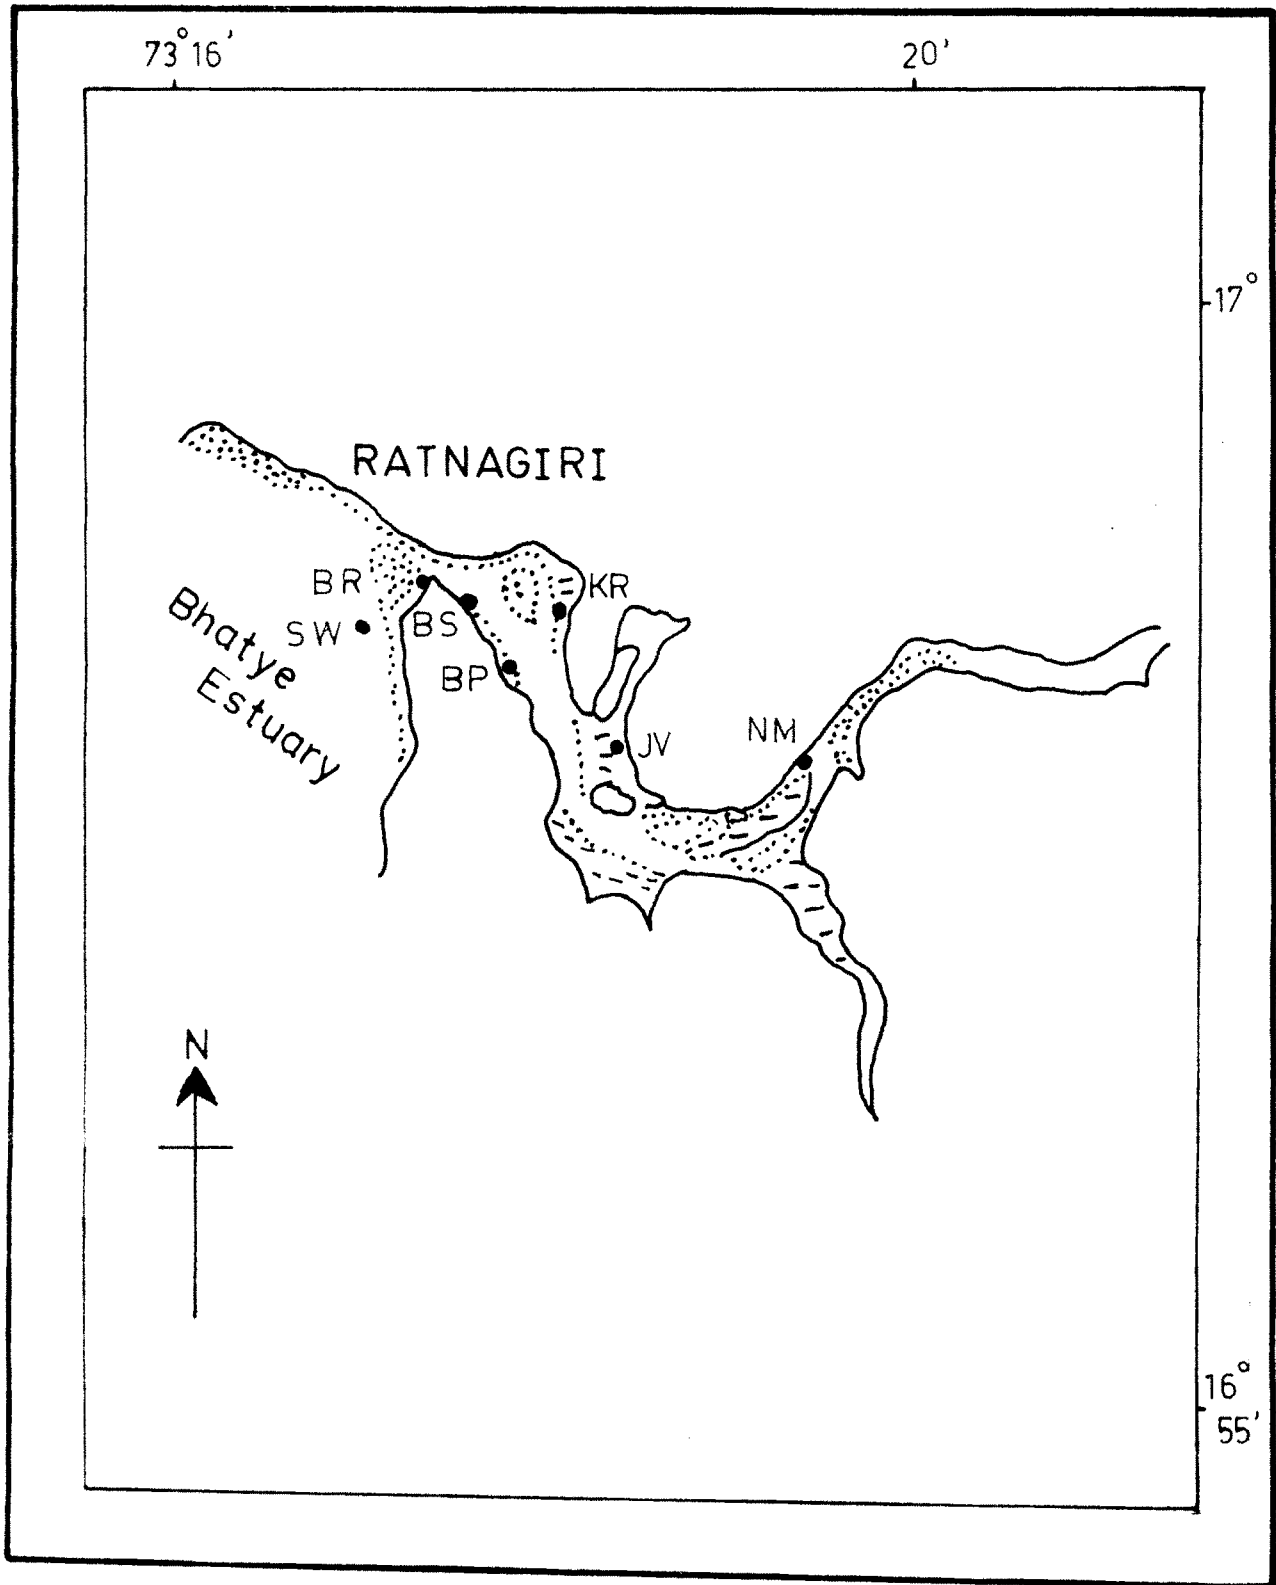 73°16' 20'
17°
RATNAGIRI
BR
KR
SW
BS
Bhatye
Estuary
BP
JV
NM
N
16°
55'